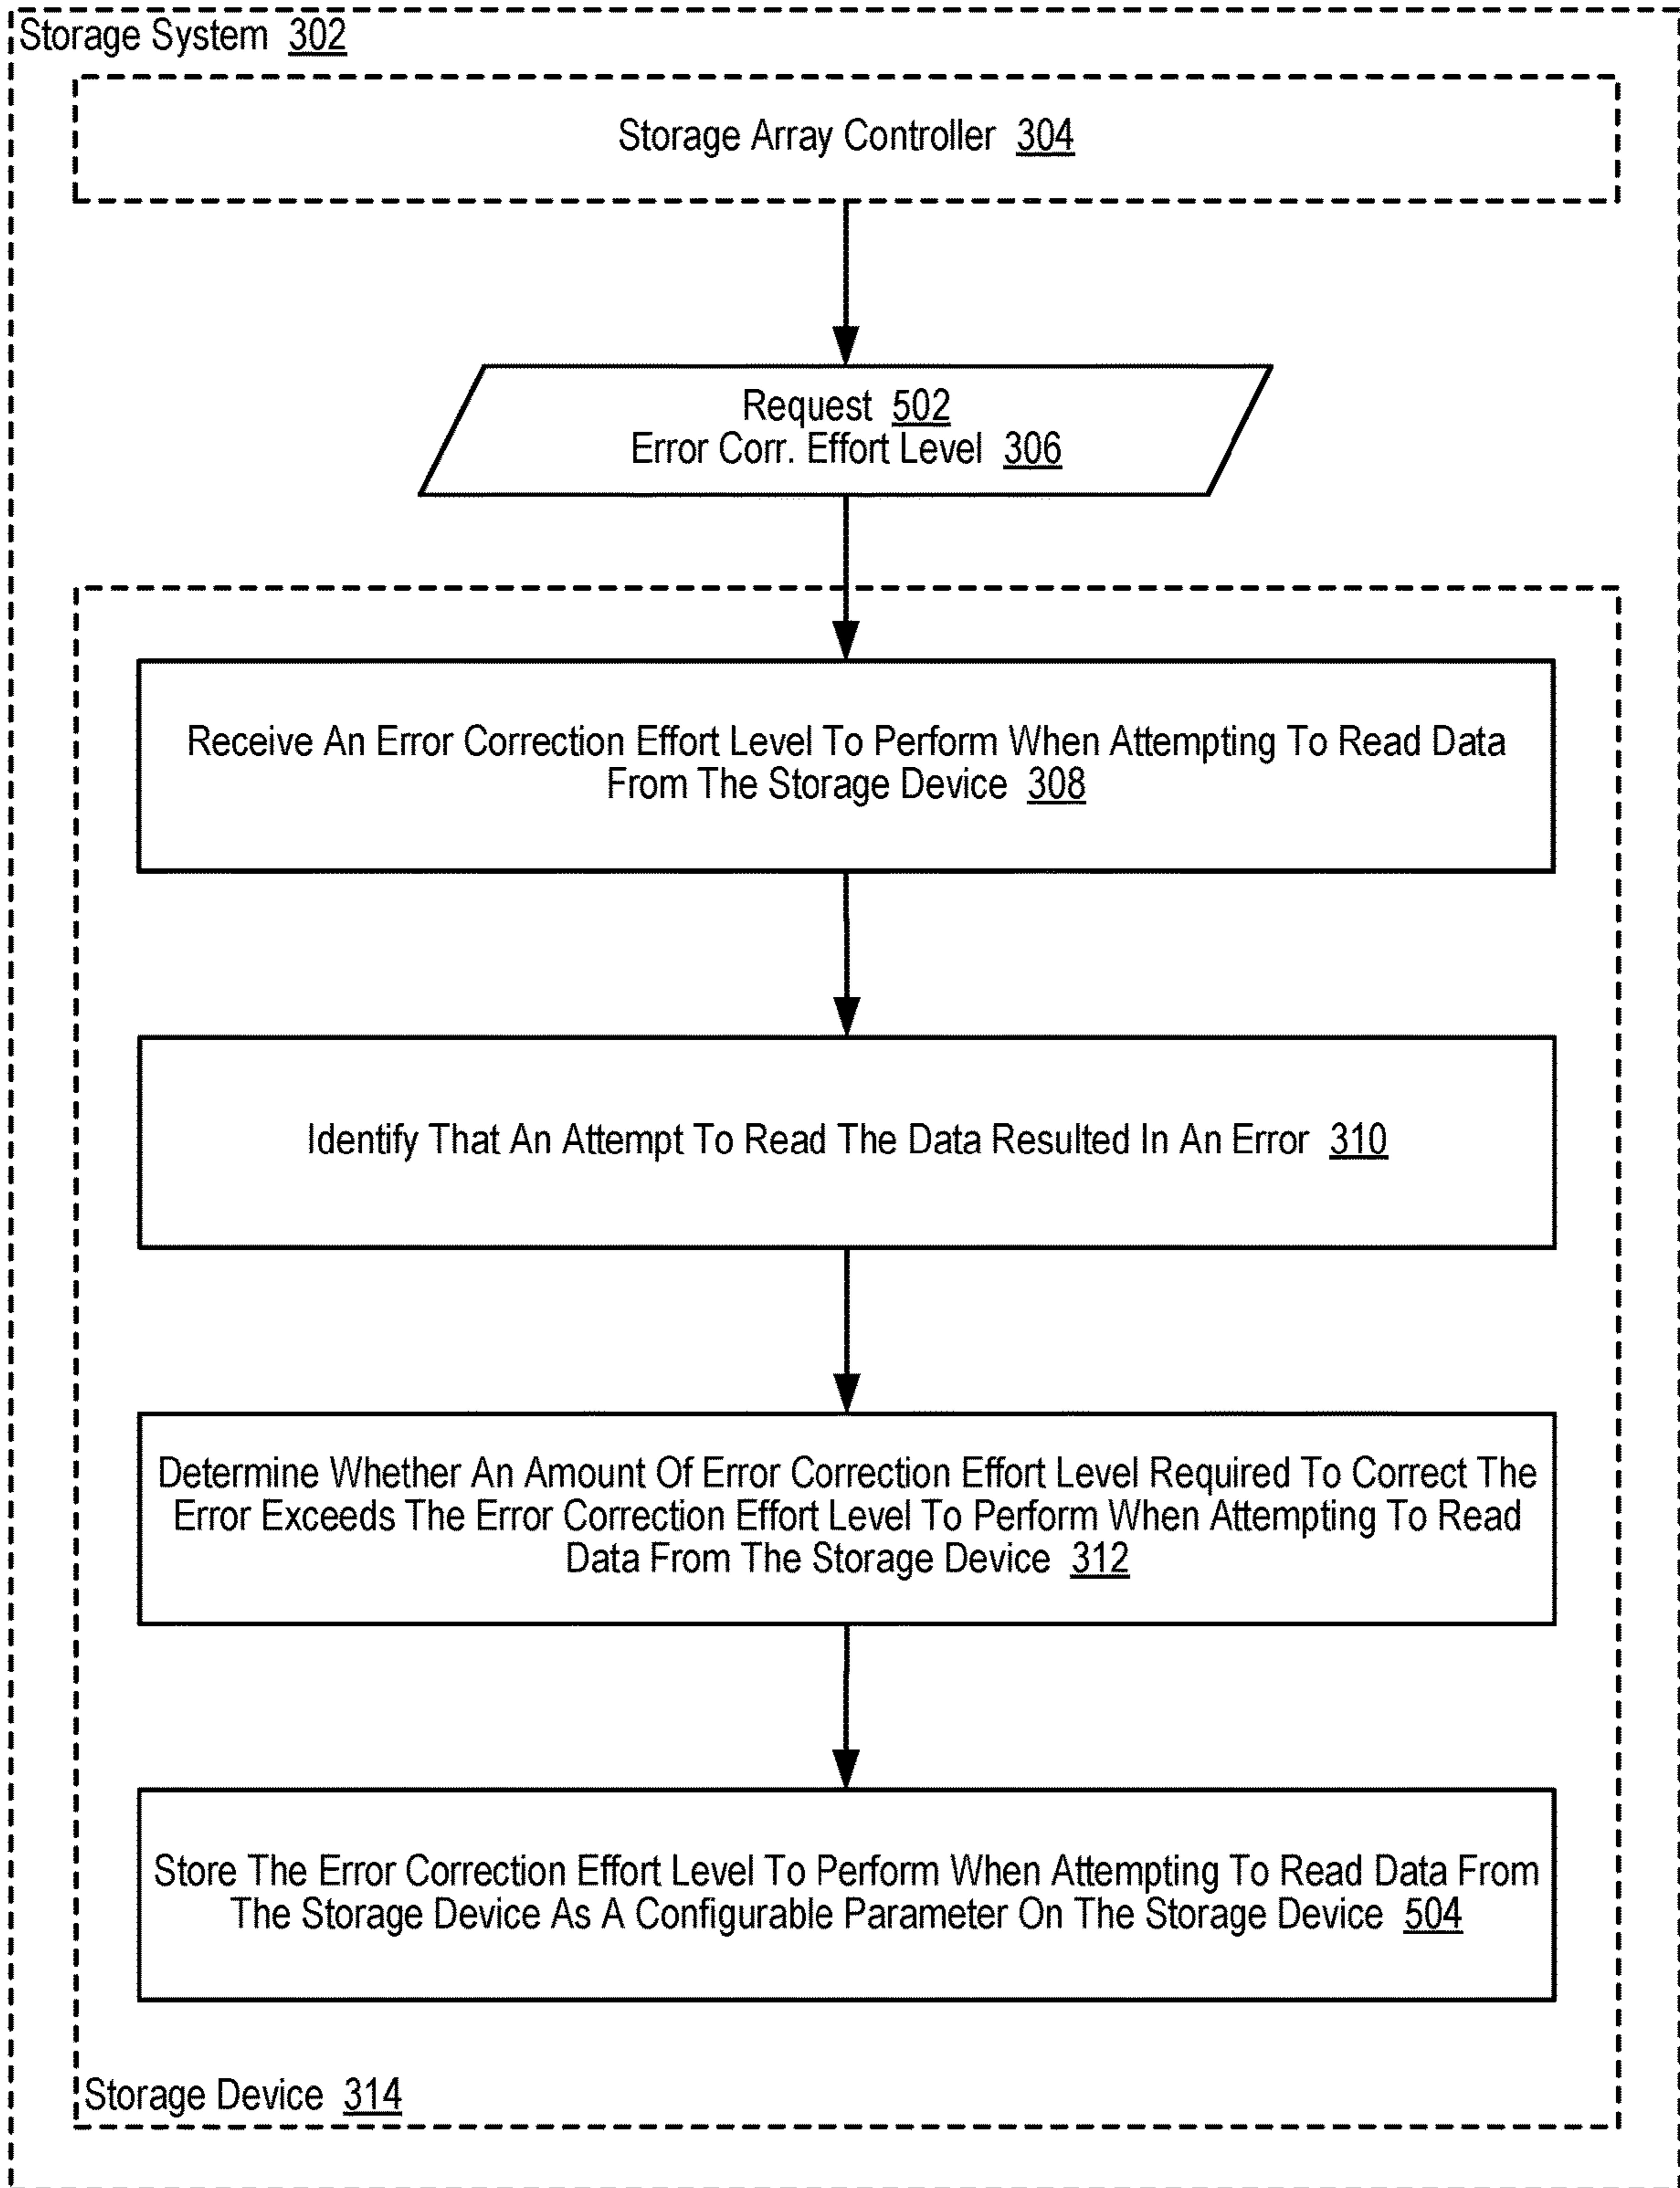 Storage System 302
Storage Array Controller 304
Request 502
Error Corr. Effort Level 306
Receive An Error Correction Effort Level To Perform When Attempting To Read Data
From The Storage Device 308
Identify That An Attempt To Read The Data Resulted In An Error 310
Determine Whether An Amount Of Error Correction Effort Level Required To Correct The
Error Exceeds The Error Correction Effort Level To Perform When Attempting To Read
Data From The Storage Device 312
Store The Error Correction Effort Level To Perform When Attempting To Read Data From
The Storage Device As A Configurable Parameter On The Storage Device 504
Storage Device 314